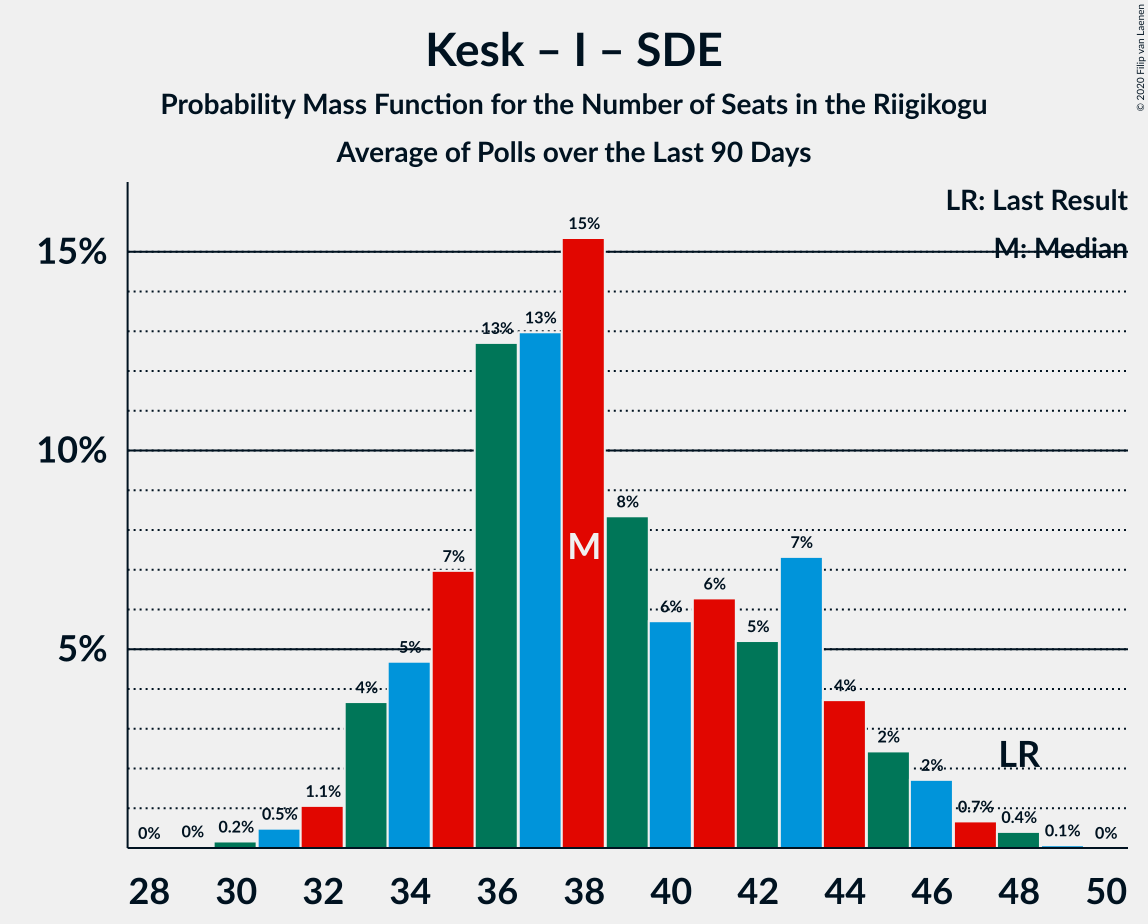 Kesk – I – SDE
Probability Mass Function for the Number of Seats in the Riigikogu
Average of Polls over the Last 90 Days
© 2020 Filip van Laenen
LR: Last Result
M: Median
15%
10%
5%
0%
0%
0.2%
0.5%
1.1%
4%
5%
7%
13%
13%
15%
8%
6%
6%
5%
7%
4%
2%
2%
0.7%
0.4%
0.1%
0%
M
LR
28 30 32 34 36 38 40 42 44 46 48 50